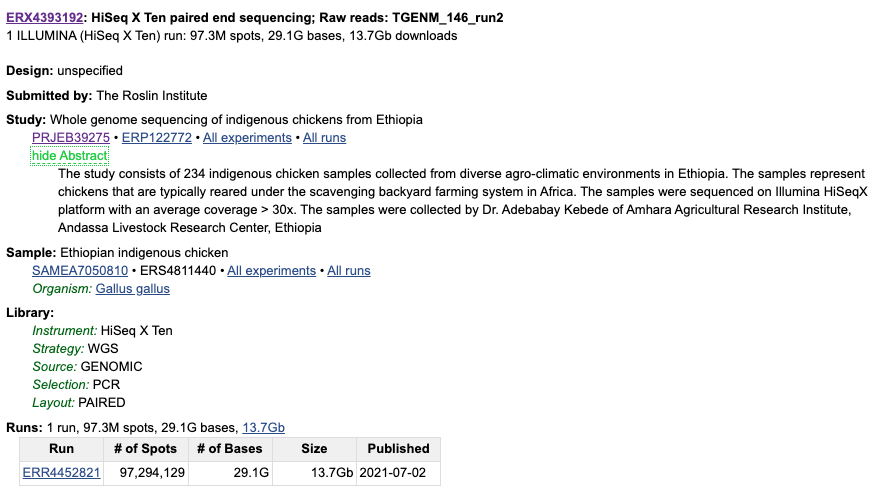 ERX4393192: HiSeq X Ten paired end sequencing; Raw reads: TGENM_146_run2
1 ILLUMINA (HiSeq X Ten) run: 97.3M spots, 29.1G bases, 13.7Gb downloads
Design: unspecified
Submitted by: The Roslin Institute
Study: Whole genome sequencing of indigenous chickens from Ethiopia
PRJEB39275 • ERP122772 • All experiments • All runs
hide Abstract
The study consists of 234 indigenous chicken samples collected from diverse agro-climatic environments in Ethiopia. The samples represent
chickens that are typically reared under the scavenging backyard farming system in Africa. The samples were sequenced on Illumina HiSeqX
platform with an average coverage > 30x. The samples were collected by Dr. Adebabay Kebede of Amhara Agricultural Research Institute,
Andassa Livestock Research Center, Ethiopia
Sample: Ethiopian indigenous chicken
SAMEA7050810 • ERS4811440 • All experiments • All runs
Organism: Gallus gallus
Library:
Instrument: HiSeq X Ten
Strategy: WGS
Source: GENOMIC
Selection: PCR
Layout: PAIRED
Runs: 1 run, 97.3M spots, 29.1G bases, 13.7Gb
Run # of Spots # of Bases Size Published
ERR4452821 97,294,129 29.1G 13.7Gb 2021-07-02